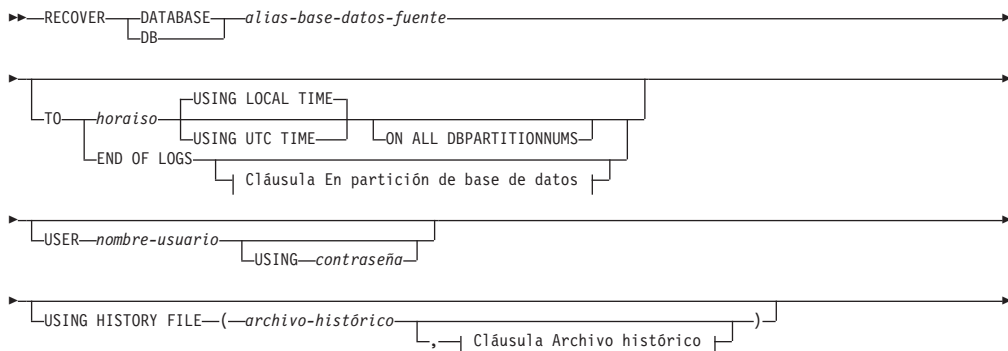 RECOVER DATABASE alias-base-datos-fuente
DB
USING LOCAL TIME
TO horaiso
USING UTC TIME ON ALL DBPARTITIONNUMS
END OF LOGS
Cláusula En partición de base de datos
USER nombre-usuario
USING contraseña
USING HISTORY FILE ( archivo-histórico )
, Cláusula Archivo histórico